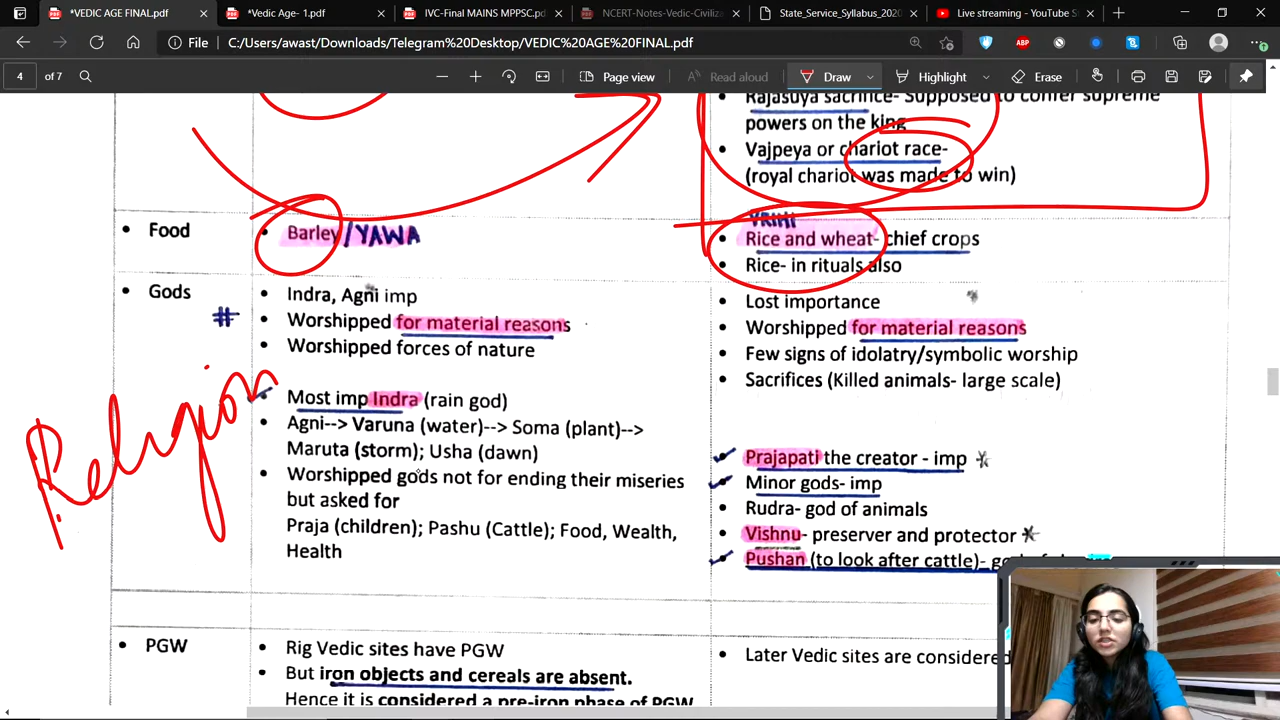 *VEDIC AGE FINAL.pdf
*Vedic Age- 1.pdf
IVC-Final MAINS MPPSC.pdf
NCERT-Notes-Vedic-Civiliz
State_Service_Syllabus_2020
Live streaming - YouTube S
File
C:/Users/awast/Downloads/Telegram%20Desktop/VEDIC%20AGE%20FINAL.pdf
4 of 7
Page view
Read aloud
Draw
Highlight
Erase
Rajasuya sacrifice- Supposed to confer supreme
powers on the king
Vajpeya or chariot race-
(royal chariot was made to win)
Food
Barley/YAWA
Rice and wheat- chief crops
Rice- in rituals also
Gods
#
Religion
Indra, Agni imp
Worshipped for material reasons
Worshipped forces of nature
Most imp Indra (rain god)
Agni--> Varuna (water)--> Soma (plant)-->
Maruta (storm); Usha (dawn)
Worshipped gods not for ending their miseries
but asked for
Praja (children); Pashu (Cattle); Food, Wealth,
Health
Lost importance
Worshipped for material reasons
Few signs of idolatry/symbolic worship
Sacrifices (Killed animals- large scale)
Prajapati the creator - imp
Minor gods- imp
Rudra- god of animals
Vishnu- preserver and protector
Pushan (to look after cattle)-
PGW
Rig Vedic sites have PGW
But iron objects and cereals are absent.
Hence it is considered a pre-iron phase of PGW
Later Vedic sites are considered